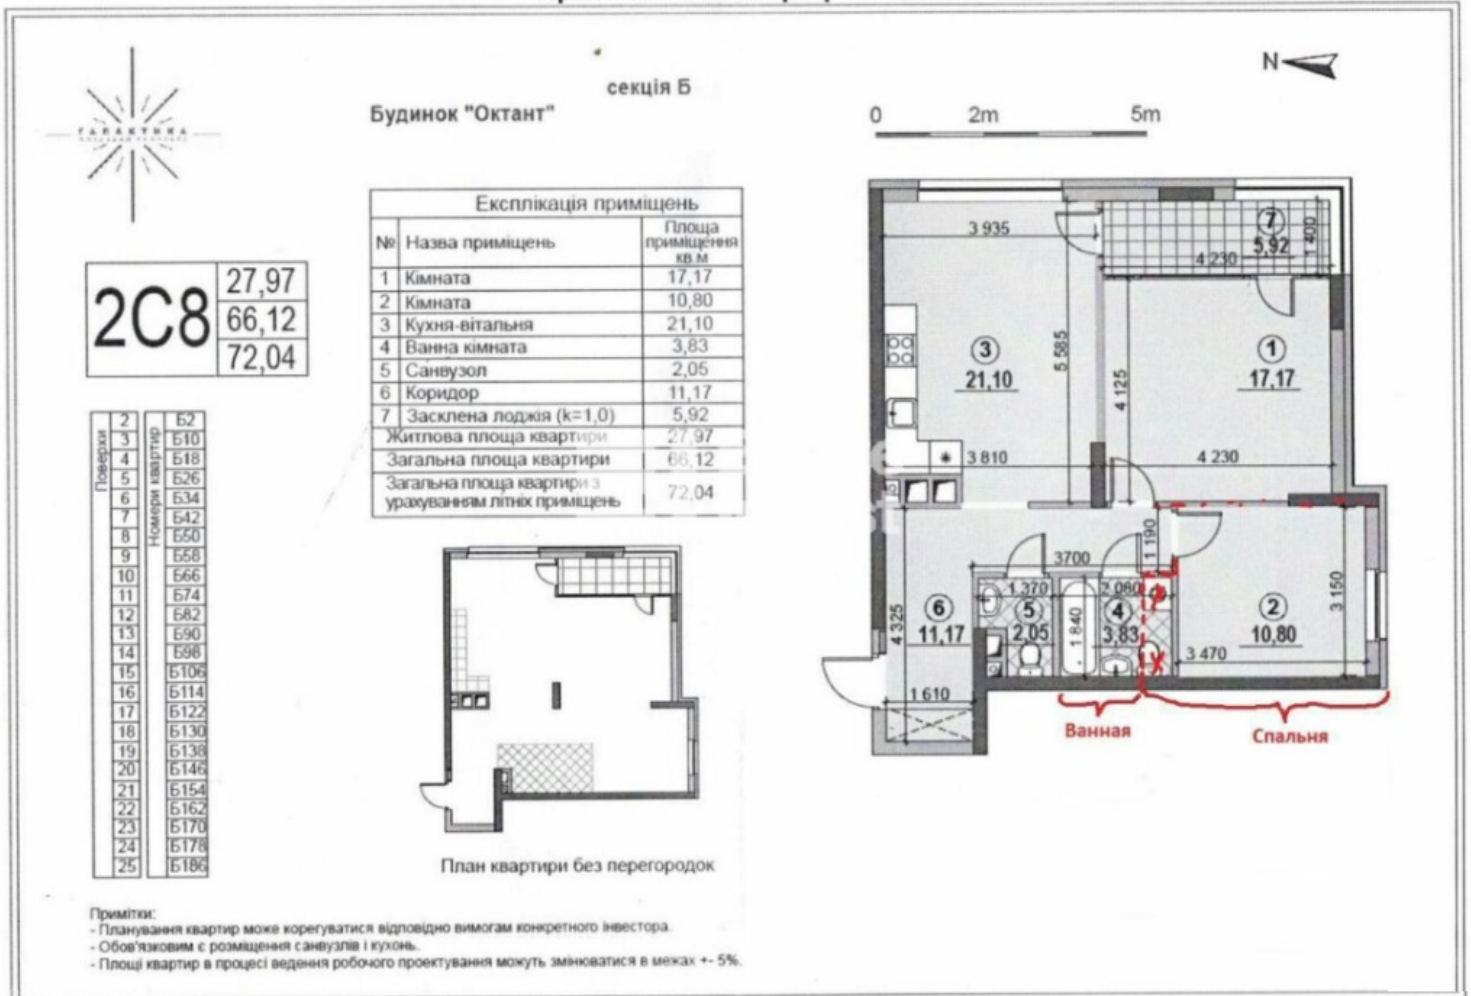 секція Б
Будинок "Октант"
ГАЛАКТИКА
N
0 2m 5m
2С8
27,97
66,12
72,04
Експлікація приміщень
№ Назва приміщень Площа приміщення кв.м
1 Кімната 17,17
2 Кімната 10,80
3 Кухня-вітальня 21,10
4 Ванна кімната 3,83
5 Санвузол 2,05
6 Коридор 11,17
7 Засклена лоджія (k=1,0) 5,92
Житлова площа квартири 27,97
Загальна площа квартири 66,12
Загальна площа квартири з
урахуванням літніх приміщень 72,04
Поверхи Номери квартир
2 Б2
3 Б10
4 Б18
5 Б26
6 Б34
7 Б42
8 Б50
9 Б58
10 Б66
11 Б74
12 Б82
13 Б90
14 Б98
15 Б106
16 Б114
17 Б122
18 Б130
19 Б138
20 Б146
21 Б154
22 Б162
23 Б170
24 Б178
25 Б186
3 935
7
5,92
1 400
4 230
3
21,10
5 585
4 125
1
17,17
3 810
4 230
1 190
3700
1 370
2 080
6
11,17
4 325
5
2,05
1 840
4
3,83
2
10,80
3 150
3 470
1 610
Ванная
Спальня
План квартири без перегородок
Примітки:
- Планування квартир може корегуватися відповідно вимогам конкретного інвестора.
- Обов'язковим є розміщення санвузлів і кухонь.
- Площі квартир в процесі ведення робочого проектування можуть змінюватися в межах +- 5%.